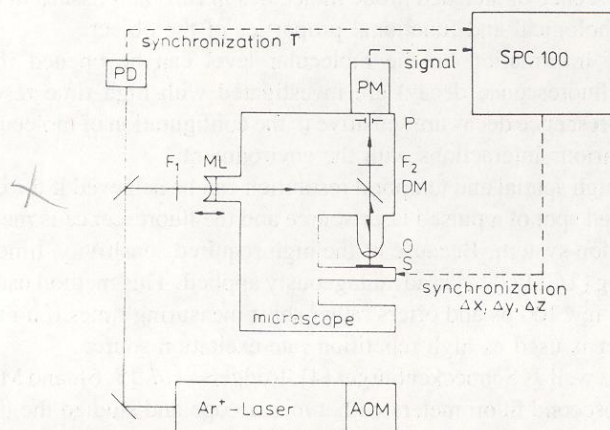 synchronization T
SPC 100
PD
signal
PM
P
F₁ ML
F₂
DM
O
S
synchronization
Δx, Δy, Δz
microscope
Ar⁺-Laser
AOM